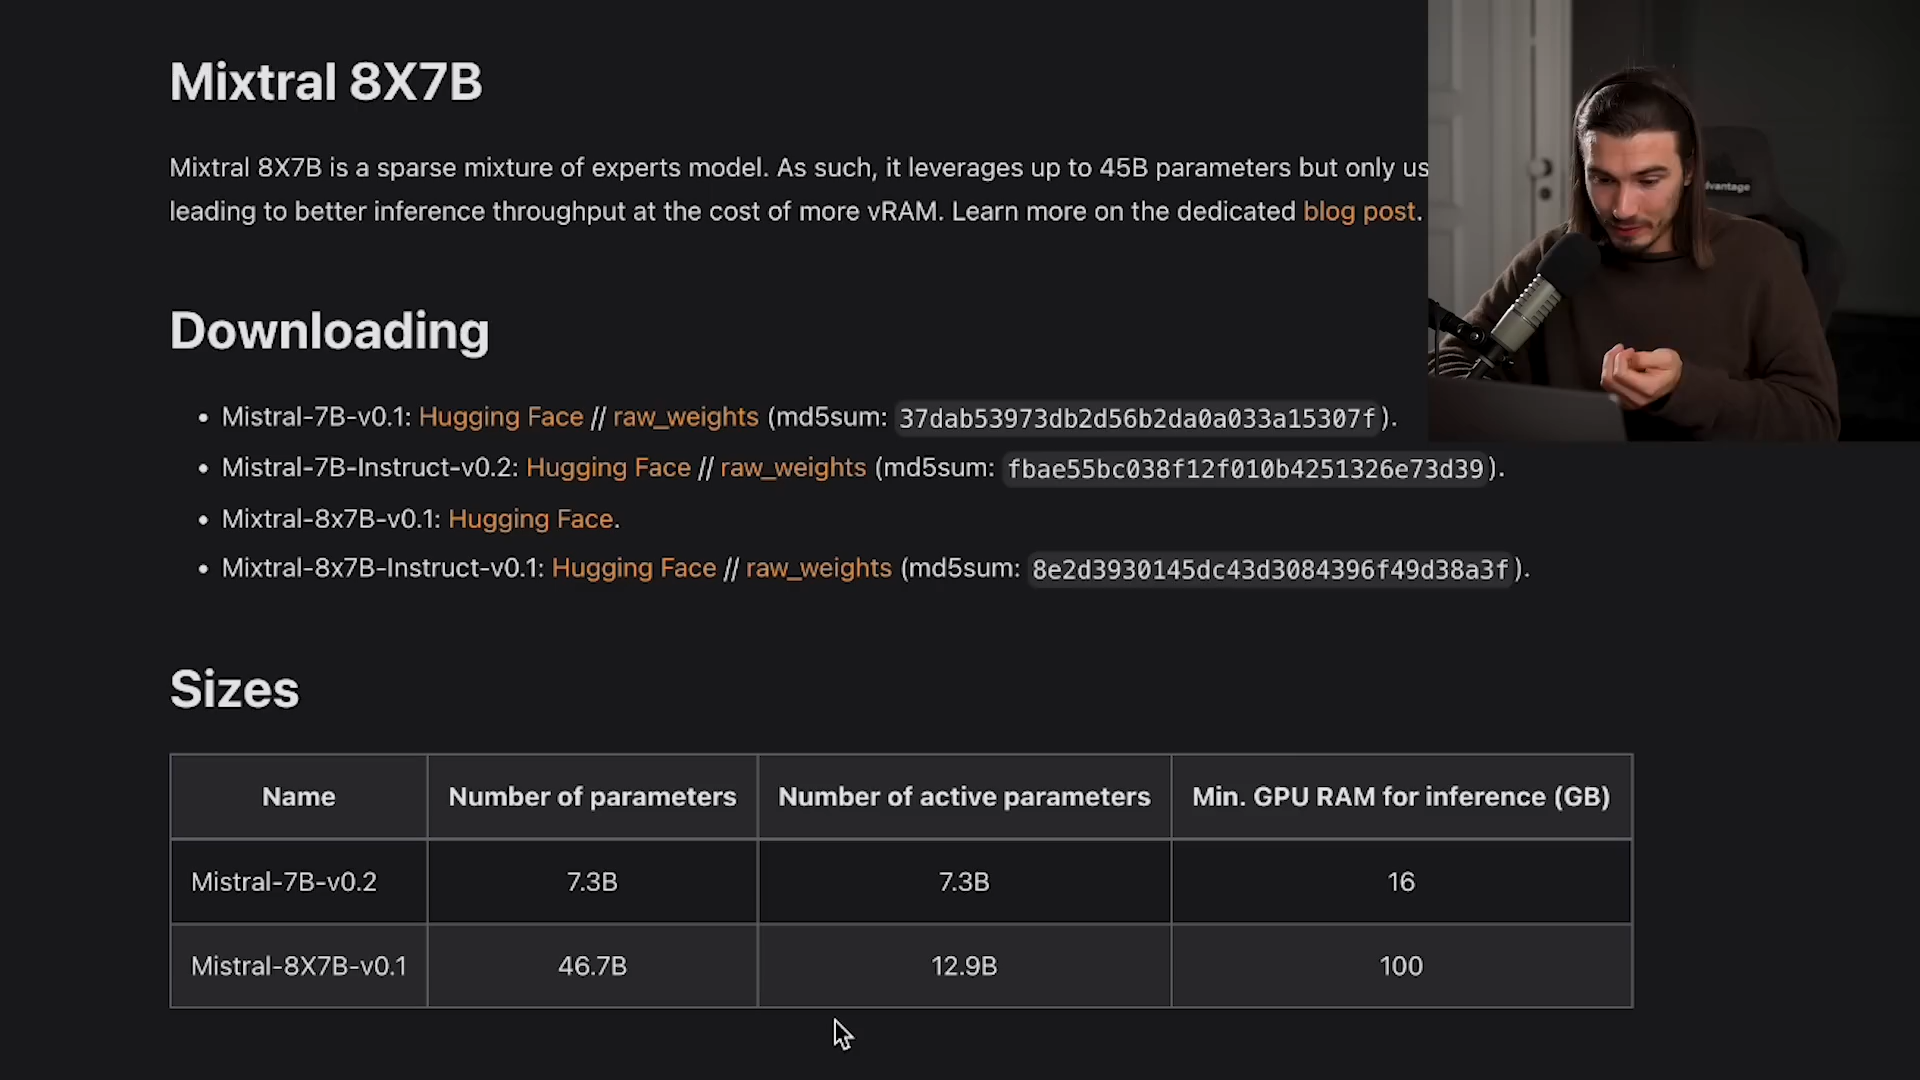 Mixtral 8X7B
Mixtral 8X7B is a sparse mixture of experts model. As such, it leverages up to 45B parameters but only us
leading to better inference throughput at the cost of more vRAM. Learn more on the dedicated blog post.
Downloading
• Mistral-7B-v0.1: Hugging Face // raw_weights (md5sum: 37dab53973db2d56b2da0a033a15307f).
• Mistral-7B-Instruct-v0.2: Hugging Face // raw_weights (md5sum: fbae55bc038f12f010b4251326e73d39).
• Mixtral-8x7B-v0.1: Hugging Face.
• Mixtral-8x7B-Instruct-v0.1: Hugging Face // raw_weights (md5sum: 8e2d3930145dc43d3084396f49d38a3f).
Sizes
Name Number of parameters Number of active parameters Min. GPU RAM for inference (GB)
Mistral-7B-v0.2 7.3B 7.3B 16
Mistral-8X7B-v0.1 46.7B 12.9B 100